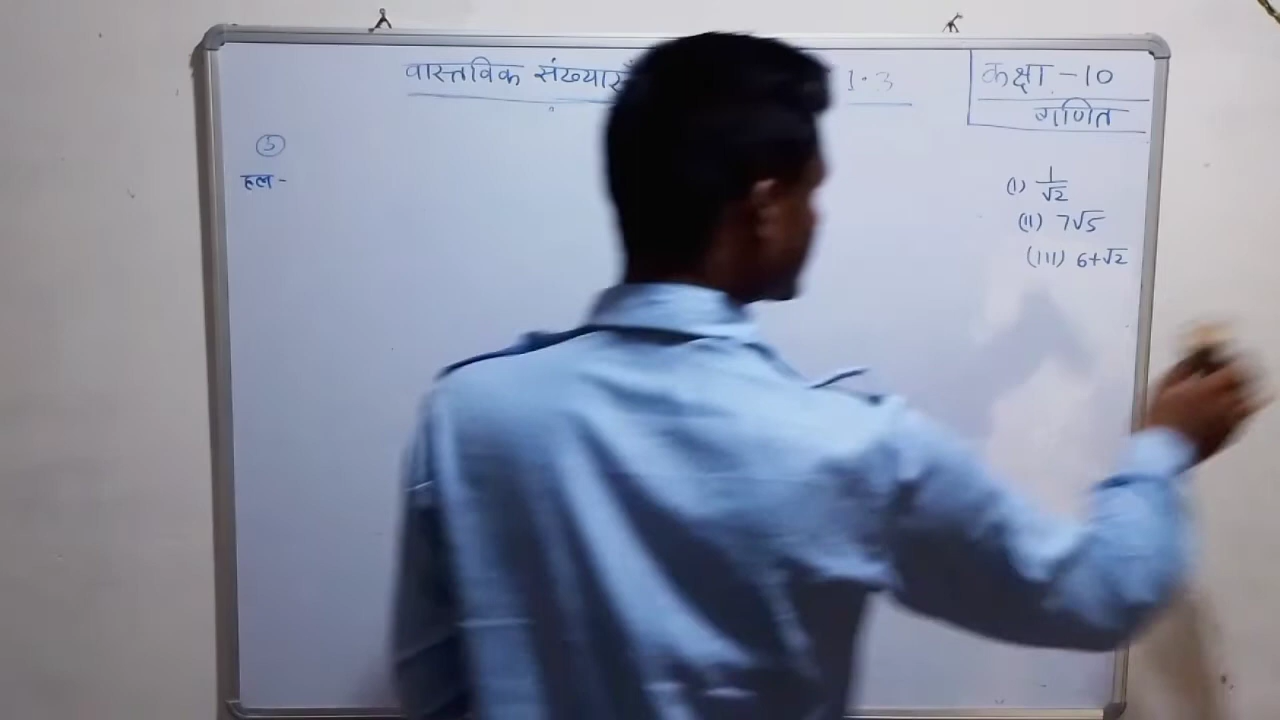 वास्तविक संख्याएँ 1.3
कक्षा - 10
गणित
5
हल -
(I) 1/√2
(II) 7√5
(III) 6+√2